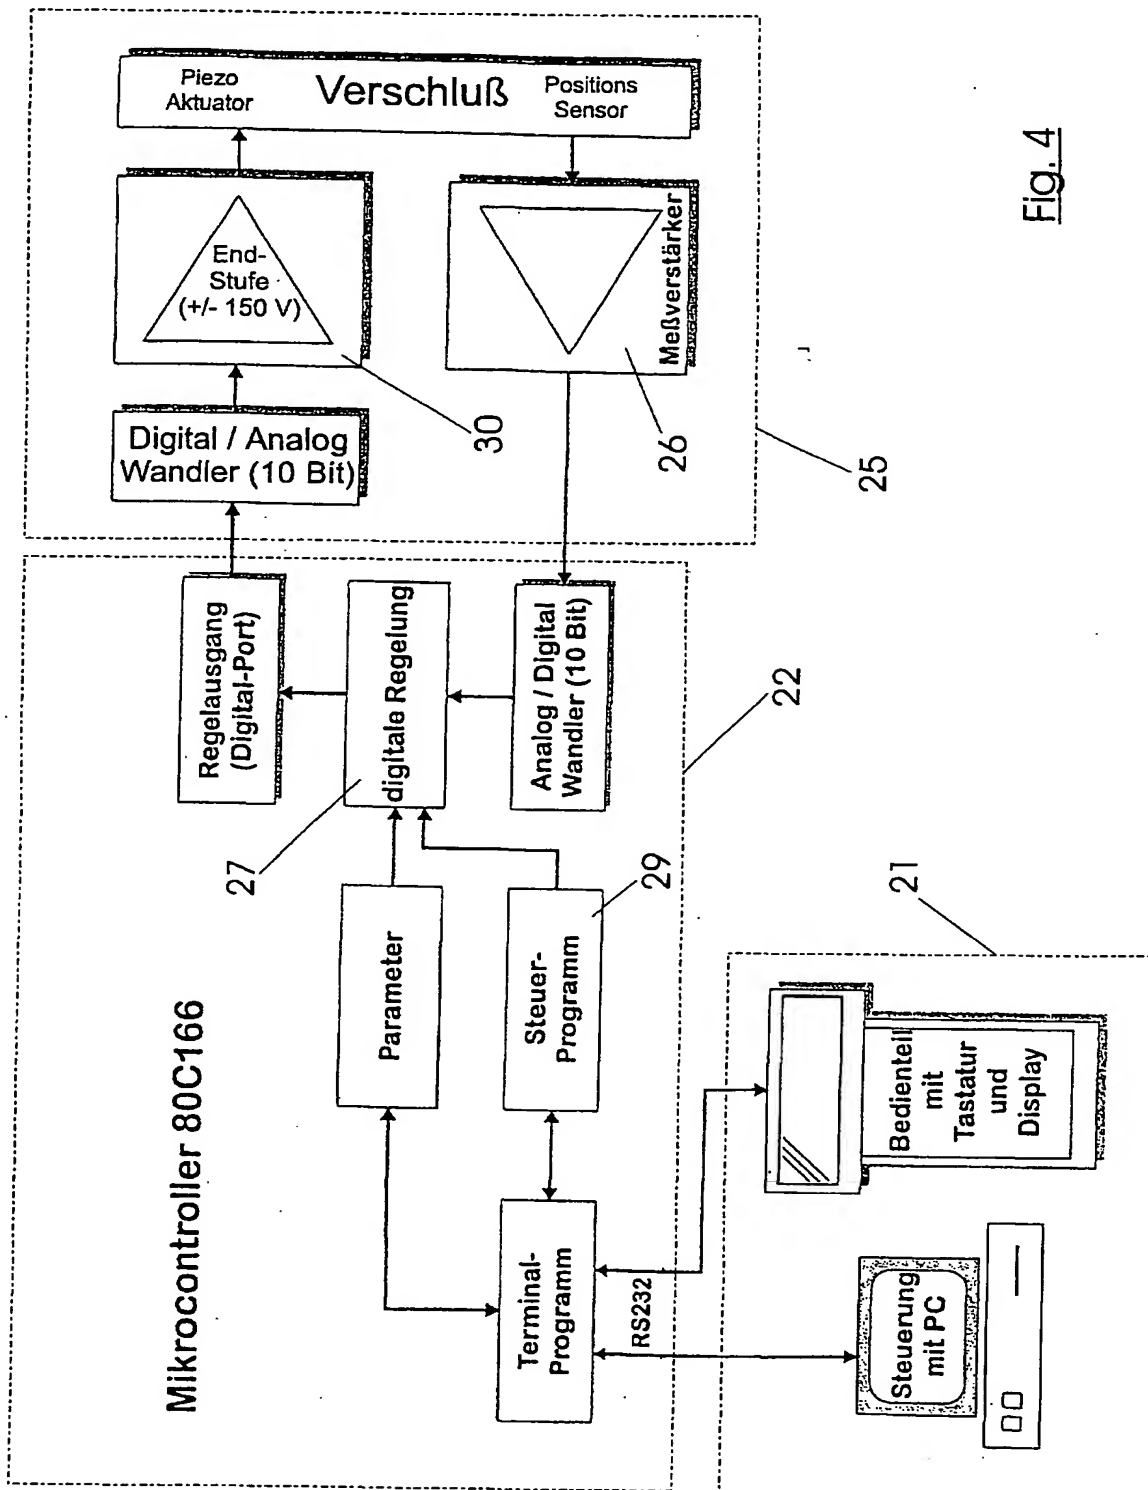 Piezo
Aktuator
Verschluß
Positions
Sensor
End-
Stufe
(+/- 150 V)
Meßverstärker
30
26
Digital / Analog
Wandler (10 Bit)
25
Fig. 4
Regelausgang
(Digital-Port)
digitale Regelung
Analog / Digital
Wandler (10 Bit)
22
27
29
Parameter
Steuer-
Programm
21
Mikrocontroller 80C166
Terminal-
Programm
RS232
Bedienteil
mit
Tastatur
und
Display
Steuerung
mit PC